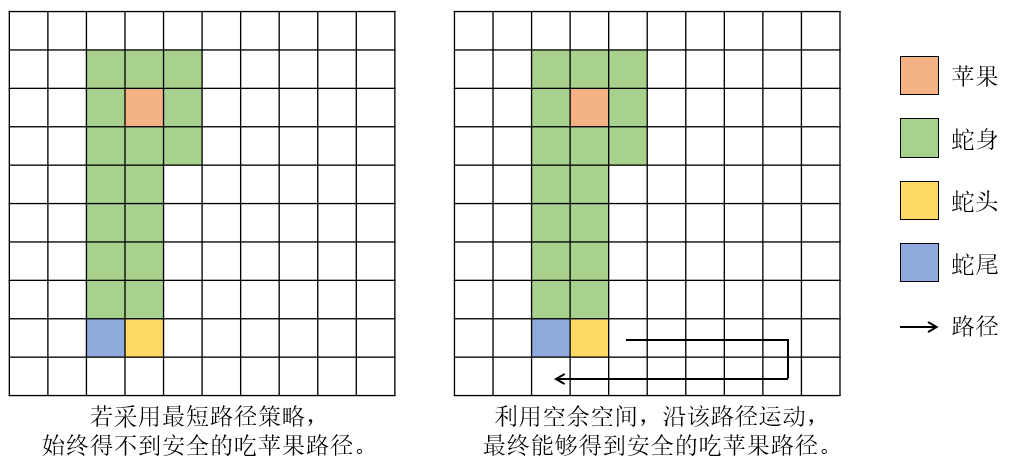 苹果
蛇身
蛇头
蛇尾
路径
若采用最短路径策略，
始终得不到安全的吃苹果路径。
利用空余空间，沿该路径运动，
最终能够得到安全的吃苹果路径。